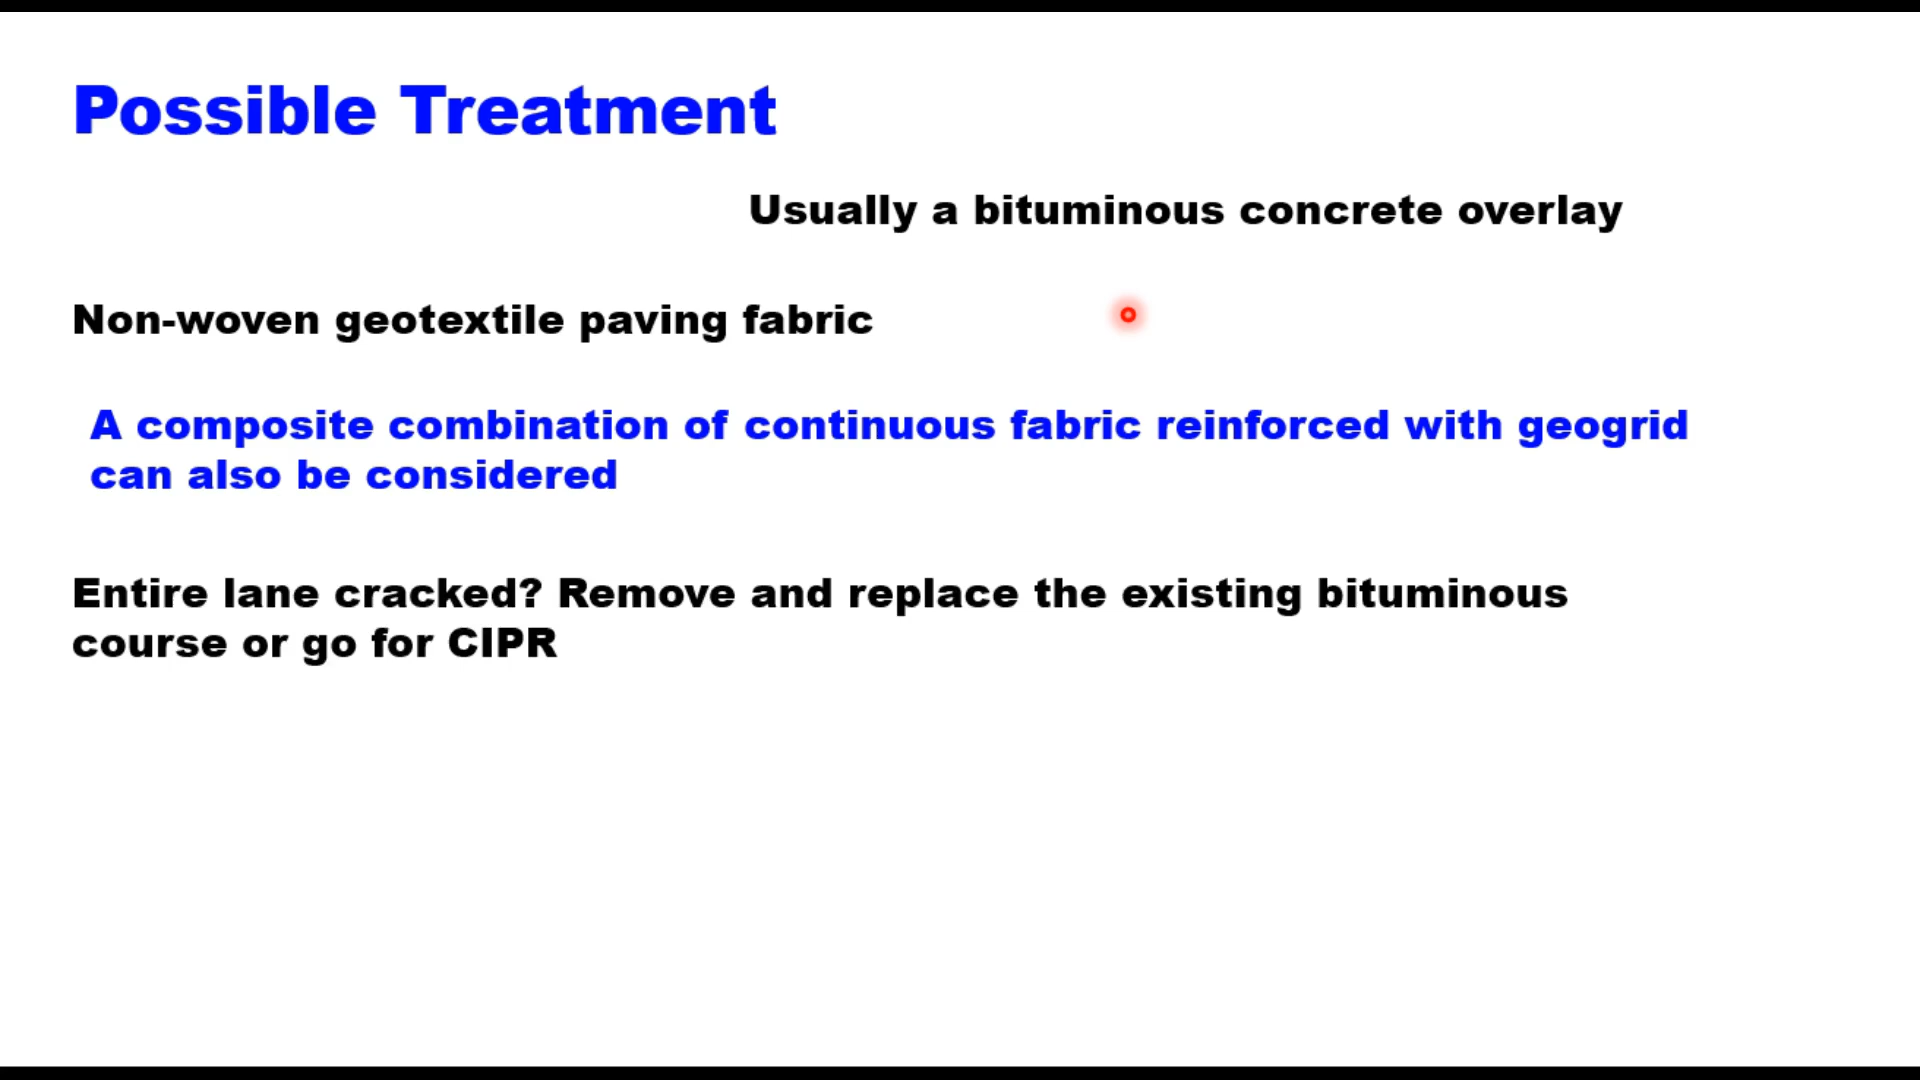 Possible Treatment
Usually a bituminous concrete overlay
Non-woven geotextile paving fabric
A composite combination of continuous fabric reinforced with geogrid
can also be considered
Entire lane cracked? Remove and replace the existing bituminous
course or go for CIPR